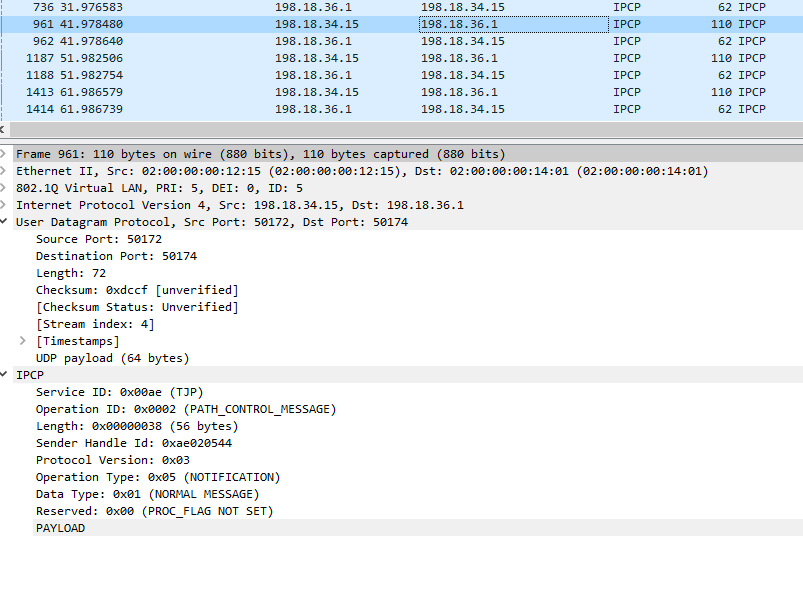 736 31.976583 198.18.36.1 198.18.34.15 IPCP 62 IPCP
961 41.978480 198.18.34.15 198.18.36.1 IPCP 110 IPCP
962 41.978640 198.18.36.1 198.18.34.15 IPCP 62 IPCP
1187 51.982506 198.18.34.15 198.18.36.1 IPCP 110 IPCP
1188 51.982754 198.18.36.1 198.18.34.15 IPCP 62 IPCP
1413 61.986579 198.18.34.15 198.18.36.1 IPCP 110 IPCP
1414 61.986739 198.18.36.1 198.18.34.15 IPCP 62 IPCP
Frame 961: 110 bytes on wire (880 bits), 110 bytes captured (880 bits)
Ethernet II, Src: 02:00:00:00:12:15 (02:00:00:00:12:15), Dst: 02:00:00:00:14:01 (02:00:00:00:14:01)
802.1Q Virtual LAN, PRI: 5, DEI: 0, ID: 5
Internet Protocol Version 4, Src: 198.18.34.15, Dst: 198.18.36.1
User Datagram Protocol, Src Port: 50172, Dst Port: 50174
Source Port: 50172
Destination Port: 50174
Length: 72
Checksum: 0xdccf [unverified]
[Checksum Status: Unverified]
[Stream index: 4]
[Timestamps]
UDP payload (64 bytes)
IPCP
Service ID: 0x00ae (TJP)
Operation ID: 0x0002 (PATH_CONTROL_MESSAGE)
Length: 0x00000038 (56 bytes)
Sender Handle Id: 0xae020544
Protocol Version: 0x03
Operation Type: 0x05 (NOTIFICATION)
Data Type: 0x01 (NORMAL MESSAGE)
Reserved: 0x00 (PROC_FLAG NOT SET)
PAYLOAD